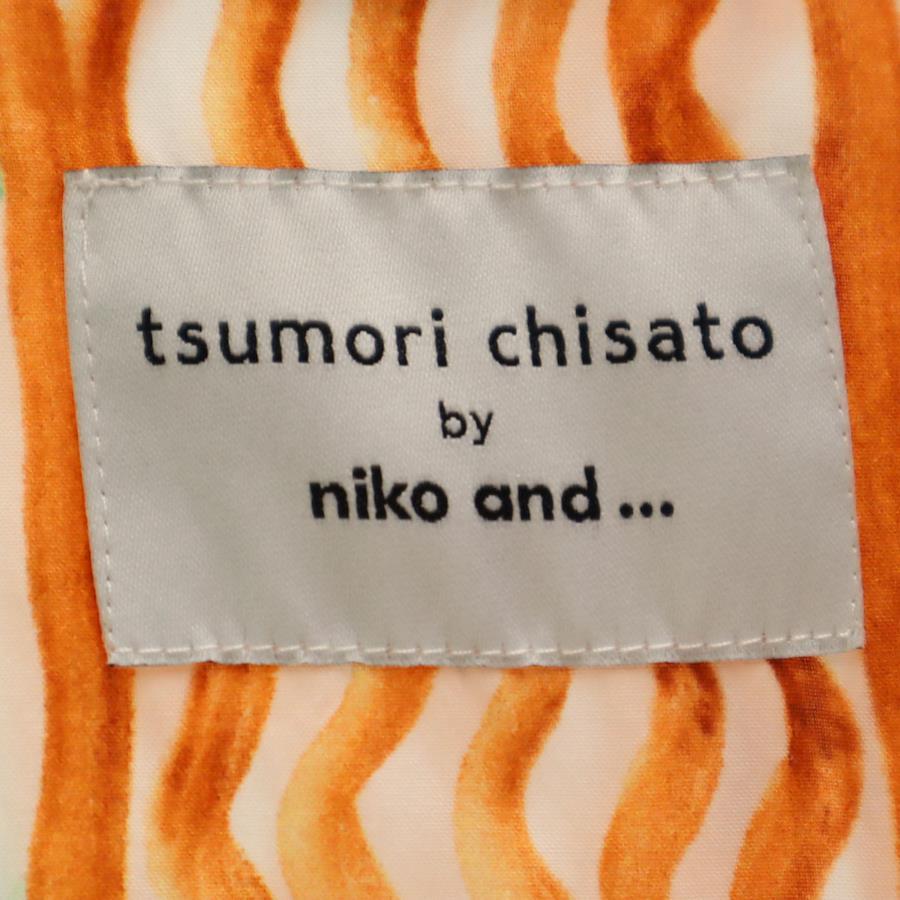 tsumori chisato
by
niko and ...